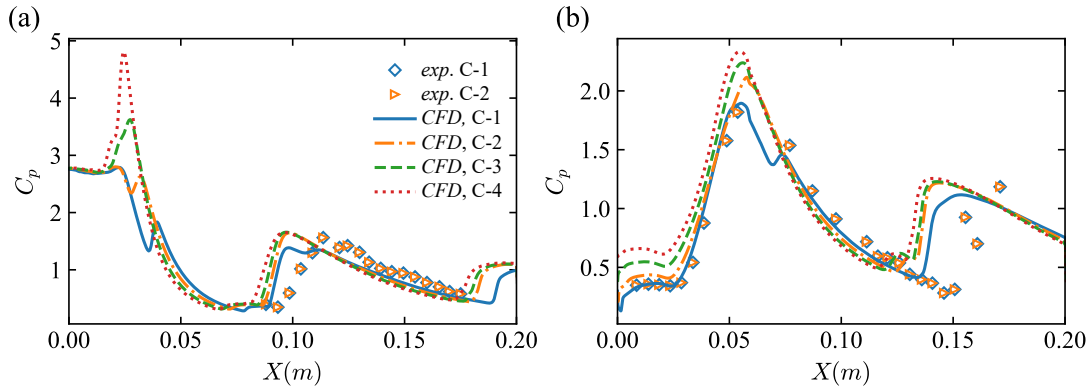 (a)
5
4
3
2
1
C_p
0.00 0.05 0.10 0.15 0.20
X(m)
exp. C-1
exp. C-2
CFD, C-1
CFD, C-2
CFD, C-3
CFD, C-4
(b)
2.0
1.5
1.0
0.5
C_p
0.00 0.05 0.10 0.15 0.20
X(m)